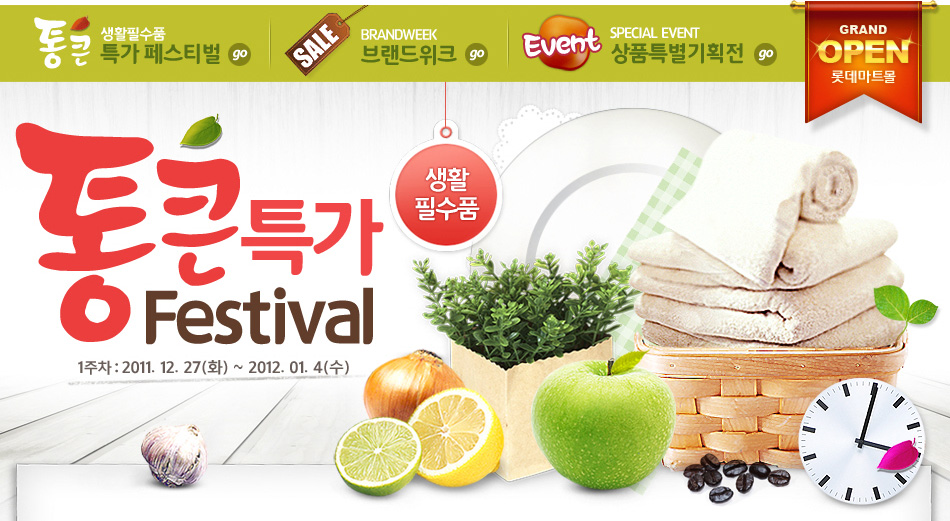 통큰
생활필수품
특가 페스티벌 go
SALE
BRANDWEEK
브랜드위크 go
Event
SPECIAL EVENT
상품특별기획전 go
GRAND
OPEN
롯데마트몰
통큰특가
Festival
생활
필수품
1주차 : 2011. 12. 27(화) ~ 2012. 01. 4(수)